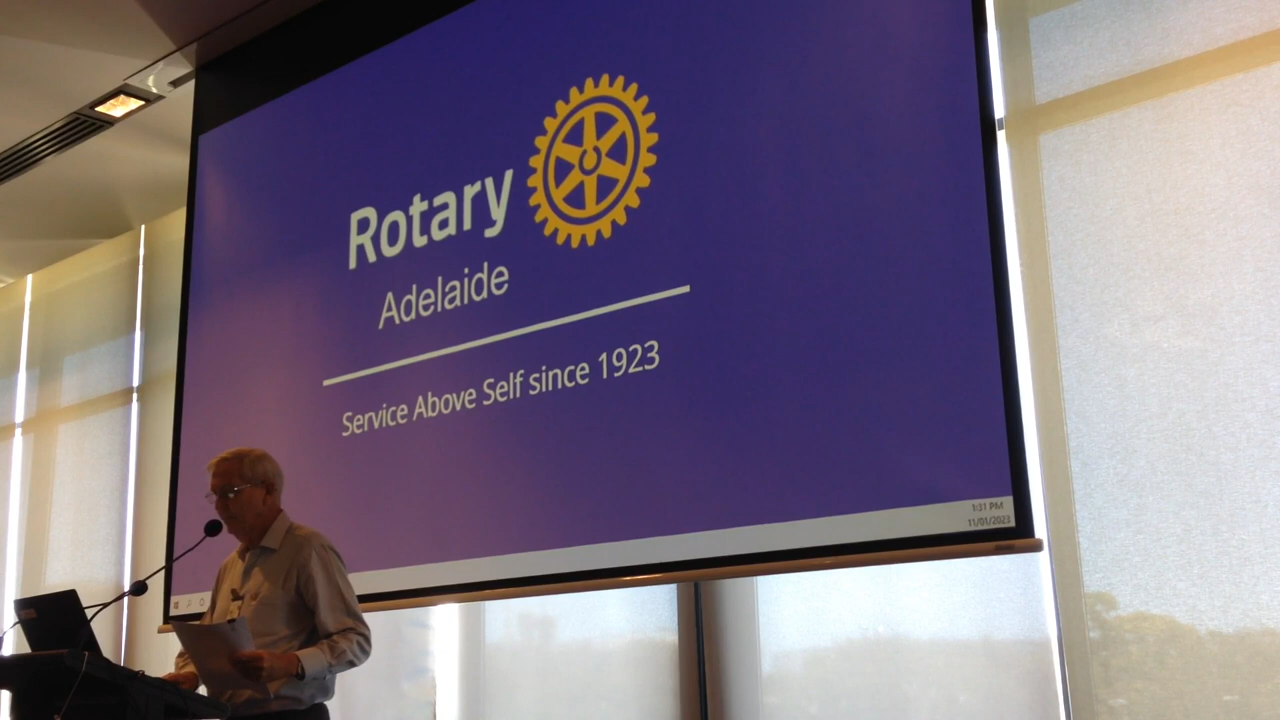 Rotary
Adelaide
Service Above Self since 1923
1:31 PM
11/01/2023